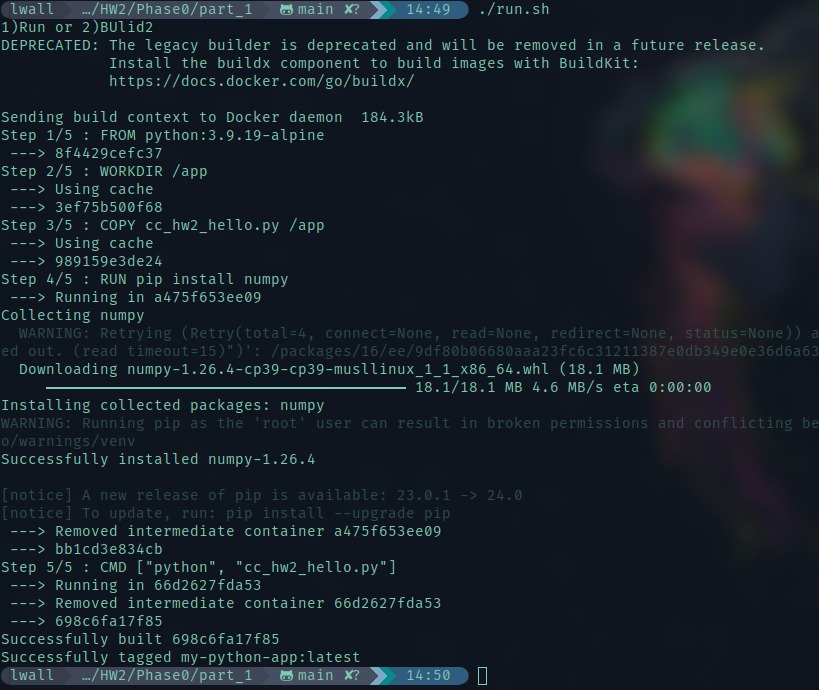 lwall …/HW2/Phase0/part_1 main ✘? 14:49 ./run.sh
1)Run or 2)BUlid2
DEPRECATED: The legacy builder is deprecated and will be removed in a future release.
Install the buildx component to build images with BuildKit:
https://docs.docker.com/go/buildx/
Sending build context to Docker daemon  184.3kB
Step 1/5 : FROM python:3.9.19-alpine
---> 8f4429cefc37
Step 2/5 : WORKDIR /app
---> Using cache
---> 3ef75b500f68
Step 3/5 : COPY cc_hw2_hello.py /app
---> Using cache
---> 989159e3de24
Step 4/5 : RUN pip install numpy
---> Running in a475f653ee09
Collecting numpy
WARNING: Retrying (Retry(total=4, connect=None, read=None, redirect=None, status=None)) a
ed out. (read timeout=15)")': /packages/16/ee/9df80b06680aaa23fc6c31211387e0db349e0e36d6a63
Downloading numpy-1.26.4-cp39-cp39-musllinux_1_1_x86_64.whl (18.1 MB)
18.1/18.1 MB 4.6 MB/s eta 0:00:00
Installing collected packages: numpy
WARNING: Running pip as the 'root' user can result in broken permissions and conflicting be
o/warnings/venv
Successfully installed numpy-1.26.4
[notice] A new release of pip is available: 23.0.1 -> 24.0
[notice] To update, run: pip install --upgrade pip
---> Removed intermediate container a475f653ee09
---> bb1cd3e834cb
Step 5/5 : CMD ["python", "cc_hw2_hello.py"]
---> Running in 66d2627fda53
---> Removed intermediate container 66d2627fda53
---> 698c6fa17f85
Successfully built 698c6fa17f85
Successfully tagged my-python-app:latest
lwall …/HW2/Phase0/part_1 main ✘? 14:50